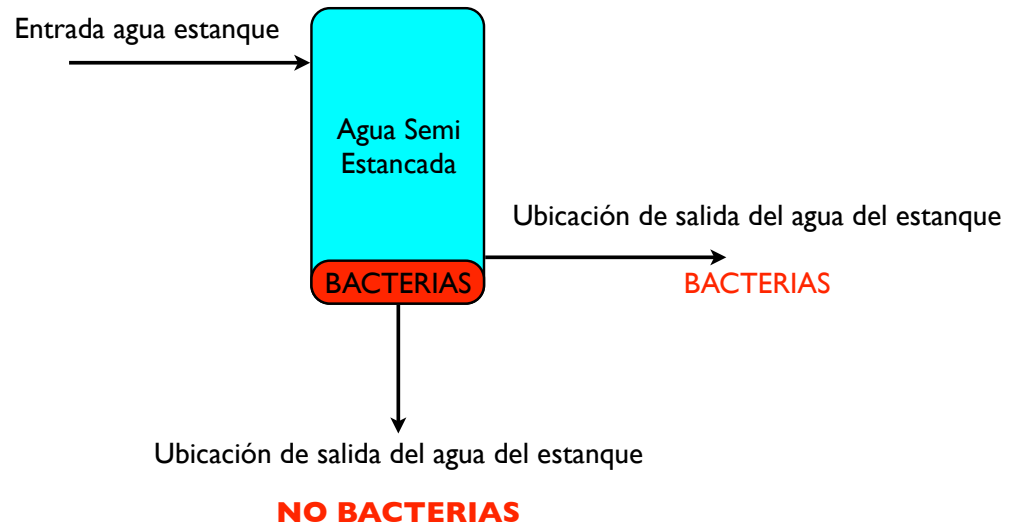 Entrada agua estanque
Agua Semi
Estancada
Ubicación de salida del agua del estanque
BACTERIAS
BACTERIAS
Ubicación de salida del agua del estanque
NO BACTERIAS